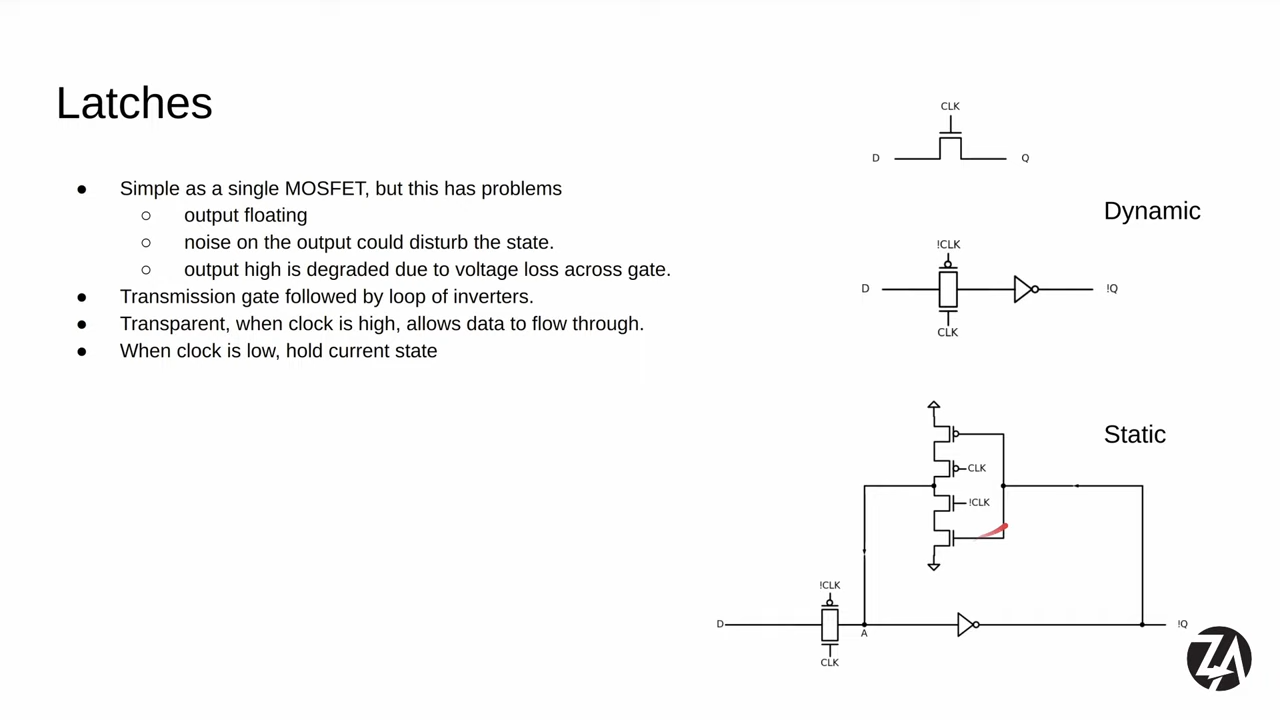 Latches
● Simple as a single MOSFET, but this has problems
○ output floating
○ noise on the output could disturb the state.
○ output high is degraded due to voltage loss across gate.
● Transmission gate followed by loop of inverters.
● Transparent, when clock is high, allows data to flow through.
● When clock is low, hold current state
CLK
D Q
Dynamic
!CLK
D !Q
CLK
Static
CLK
!CLK
!CLK
D A !Q
CLK
ZA